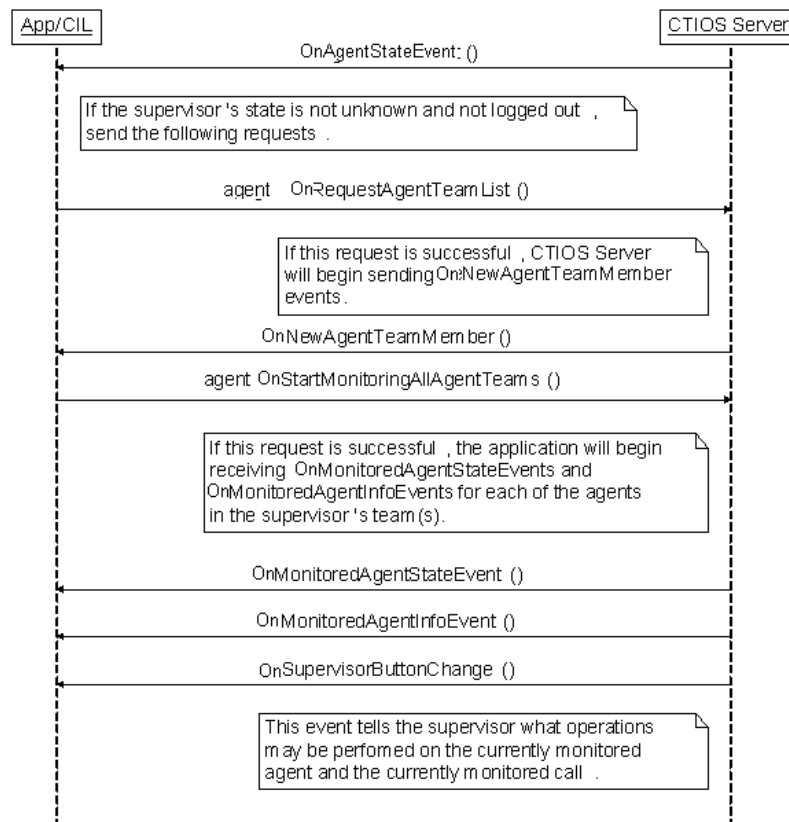 App/CIL
CTIOS Server
OnAgentStateEvent: ()
If the supervisor 's state is not unknown and not logged out ,
send the following requests .
agent OnRequestAgentTeamList ()
If this request is successful , CTIOS Server
will begin sending OnNewAgentTeamMember
events.
OnNewAgentTeamMember ()
agent OnStartMonitoringAllAgentTeams ()
If this request is successful , the application will begin
receiving OnMonitoredAgentStateEvents and
OnMonitoredAgentInfoEvents for each of the agents
in the supervisor 's team (s).
OnMonitoredAgentStateEvent ()
OnMonitoredAgentInfoEvent ()
OnSupervisorButtonChange ()
This event tells the supervisor what operations
may be perfomed on the currently monitored
agent and the currently monitored call .